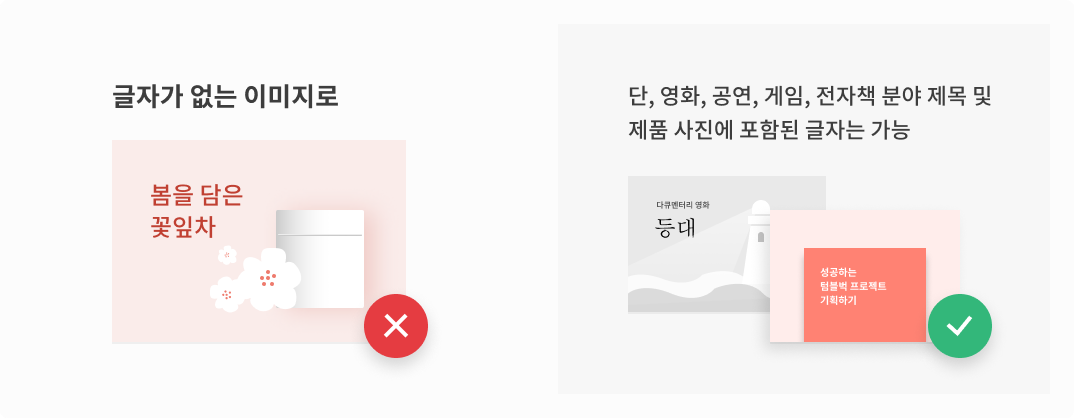 글자가 없는 이미지로
봄을 담은
꽃잎차
단, 영화, 공연, 게임, 전자책 분야 제목 및
제품 사진에 포함된 글자는 가능
다큐멘터리 영화
등대
성공하는
텀블벅 프로젝트
기획하기